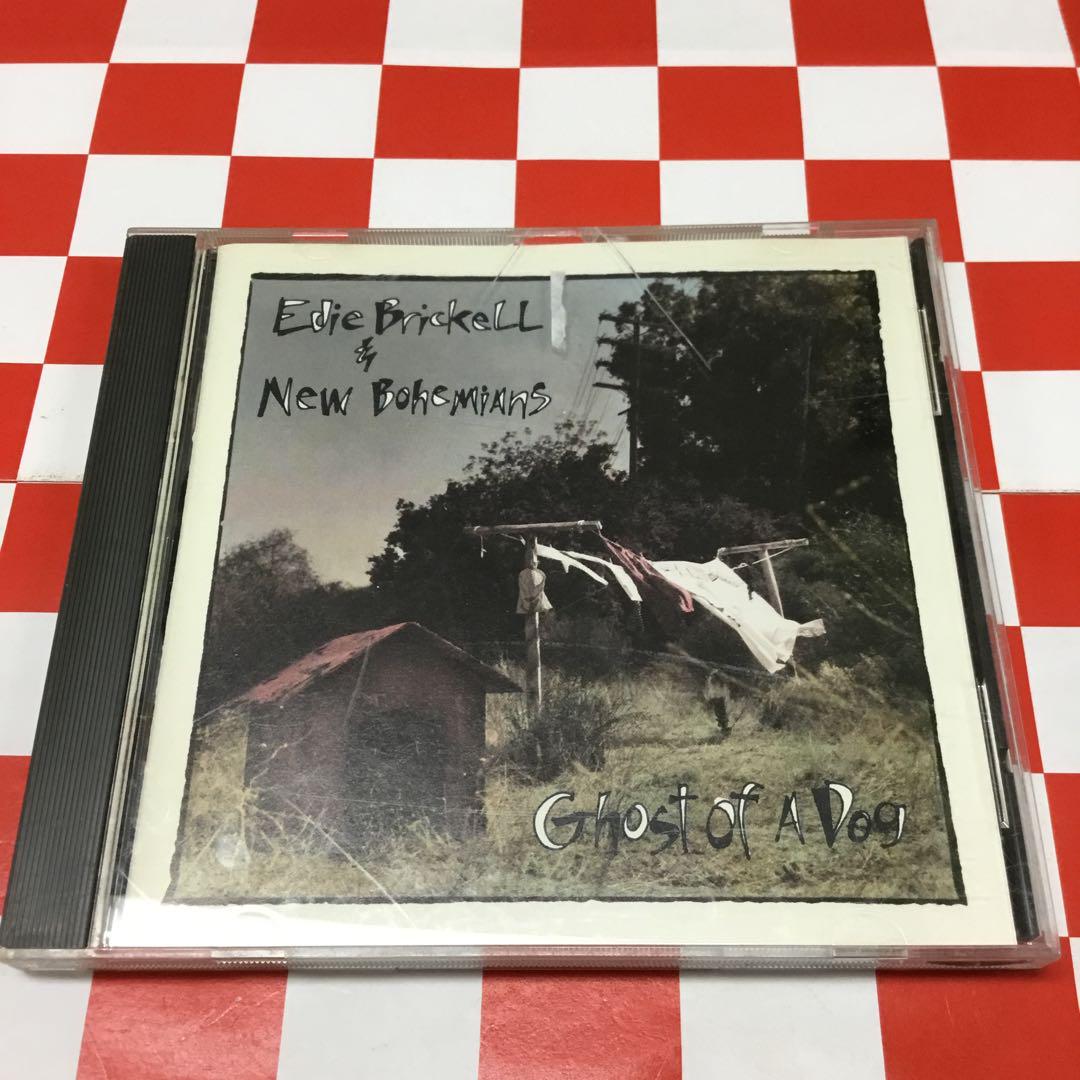 Edie Brickell
&
New Bohemians
Ghost of A Dog